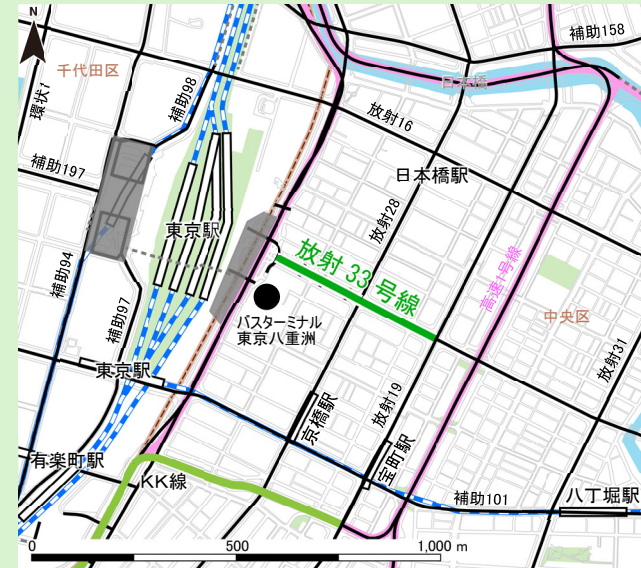 N
補助158
千代田区
環状1
補助98
日本橋
放射16
補助197
日本橋駅
放射28
東京駅
放射 33 号線
補助94
高速1号線
補助97
バスターミナル
東京八重洲
中央区
放射31
東京駅
京橋駅
放射19
宝町駅
有楽町駅
KK線
補助101
八丁堀駅
0
500
1,000 m